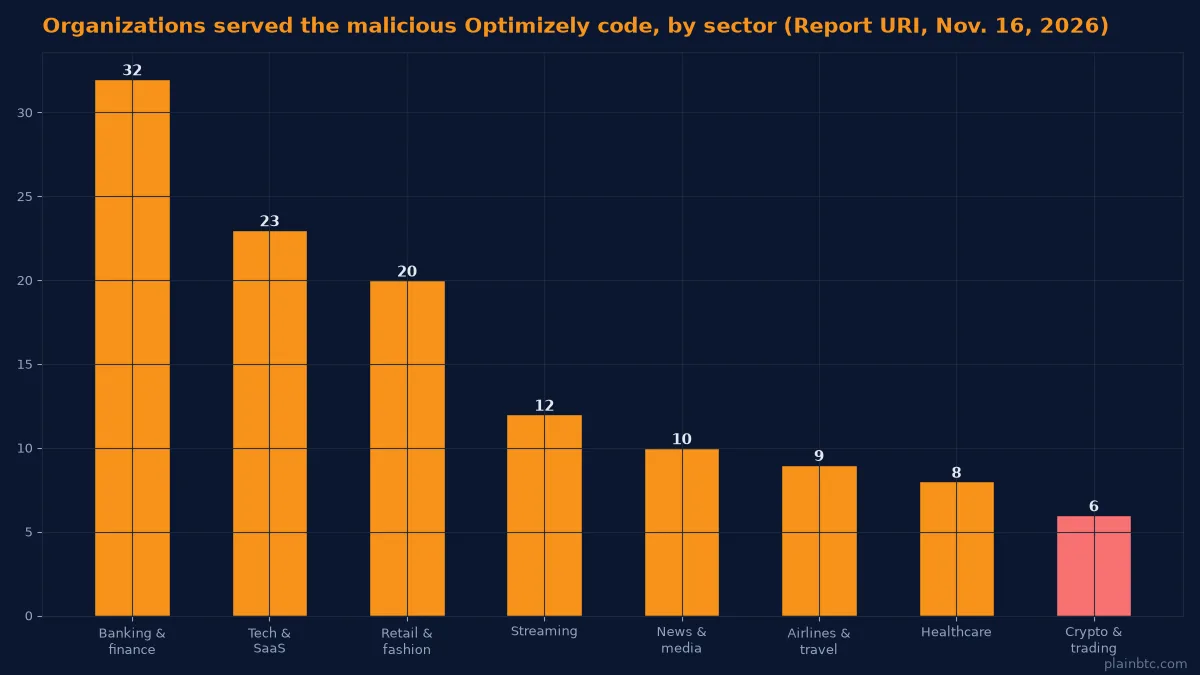 Organizations served the malicious Optimizely code, by sector (Report URI, Nov. 16, 2026)
32
23
20
12
10
9
8
6
30
25
20
15
10
5
0
Banking &
finance
Tech &
SaaS
Retail &
fashion
Streaming
News &
media
Airlines &
travel
Healthcare
Crypto &
trading
plainbtc.com